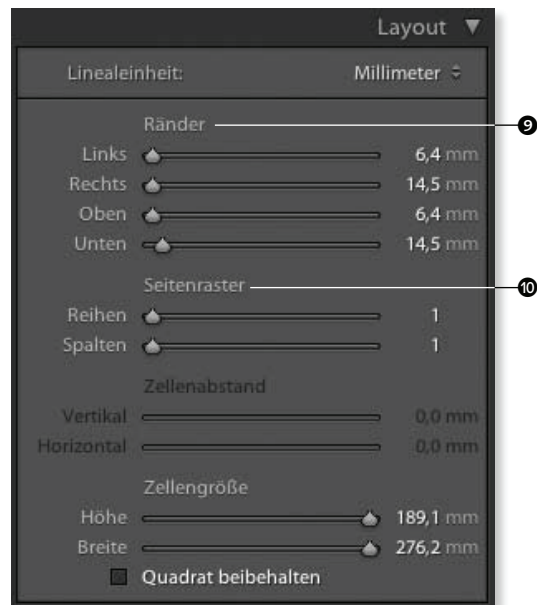 Layout ▼
Linealeinheit: Millimeter
Ränder ❾
Links 6,4 mm
Rechts 14,5 mm
Oben 6,4 mm
Unten 14,5 mm
Seitenraster ❿
Reihen 1
Spalten 1
Zellenabstand
Vertikal 0,0 mm
Horizontal 0,0 mm
Zellengröße
Höhe 189,1 mm
Breite 276,2 mm
Quadrat beibehalten